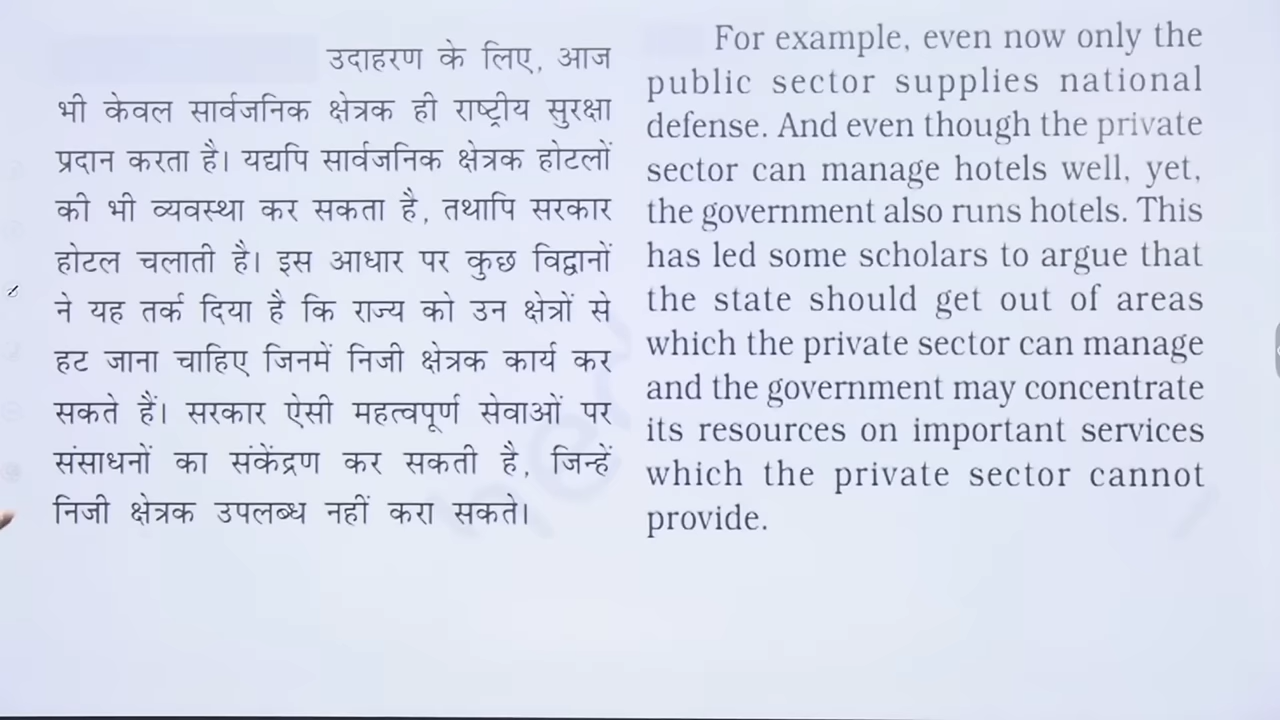 उदाहरण के लिए, आज
भी केवल सार्वजनिक क्षेत्रक ही राष्ट्रीय सुरक्षा
प्रदान करता है। यद्यपि सार्वजनिक क्षेत्रक होटलों
की भी व्यवस्था कर सकता है, तथापि सरकार
होटल चलाती है। इस आधार पर कुछ विद्वानों
ने यह तर्क दिया है कि राज्य को उन क्षेत्रों से
हट जाना चाहिए जिनमें निजी क्षेत्रक कार्य कर
सकते हैं। सरकार ऐसी महत्वपूर्ण सेवाओं पर
संसाधनों का संकेंद्रण कर सकती है, जिन्हें
निजी क्षेत्रक उपलब्ध नहीं करा सकते।
For example, even now only the
public sector supplies national
defense. And even though the private
sector can manage hotels well, yet,
the government also runs hotels. This
has led some scholars to argue that
the state should get out of areas
which the private sector can manage
and the government may concentrate
its resources on important services
which the private sector cannot
provide.